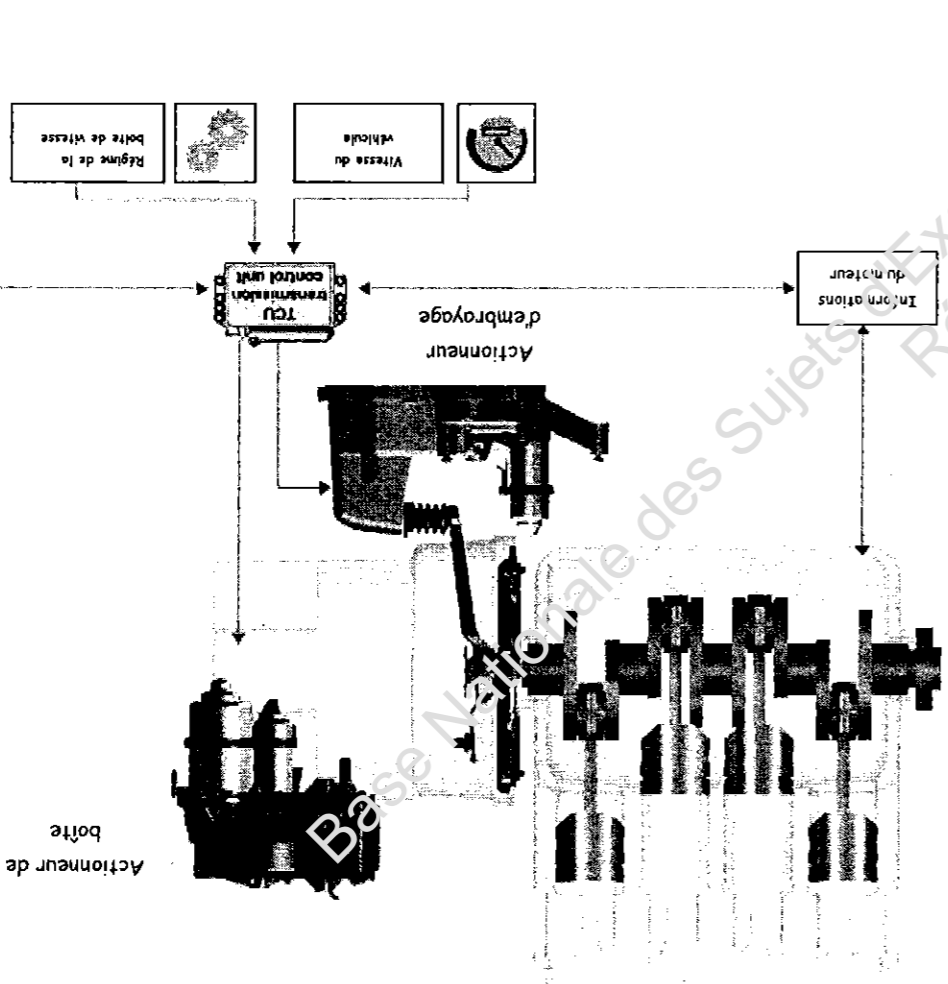 Actionneur de
boîte
Actionneur
d'embrayage
Informations
du moteur
TCU
transmission
control unit
Vitesse du
véhicule
Régime de la
boîte de vitesse
Base Nationale des Sujets d'Ex
Ré